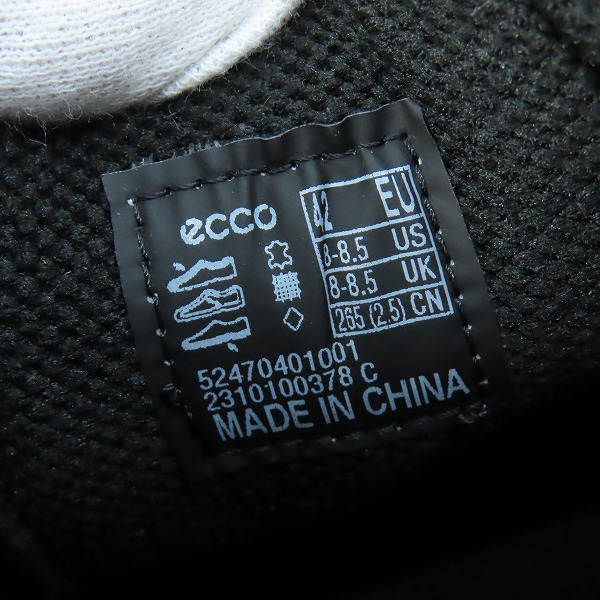 ecco
42 EU
8-8.5 US
8-8.5 UK
265 (2.5) CN
52470401001
2310100378 C
MADE IN CHINA